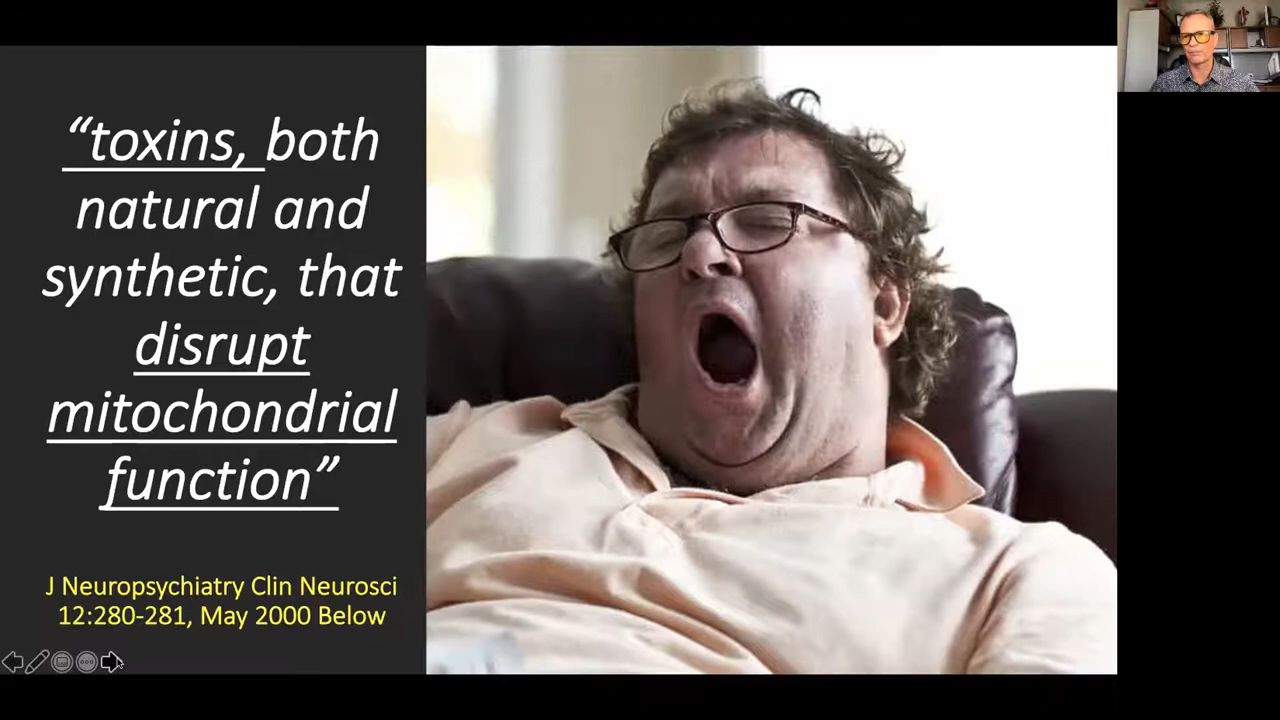 “toxins, both
natural and
synthetic, that
disrupt
mitochondrial
function”
J Neuropsychiatry Clin Neurosci
12:280-281, May 2000 Below